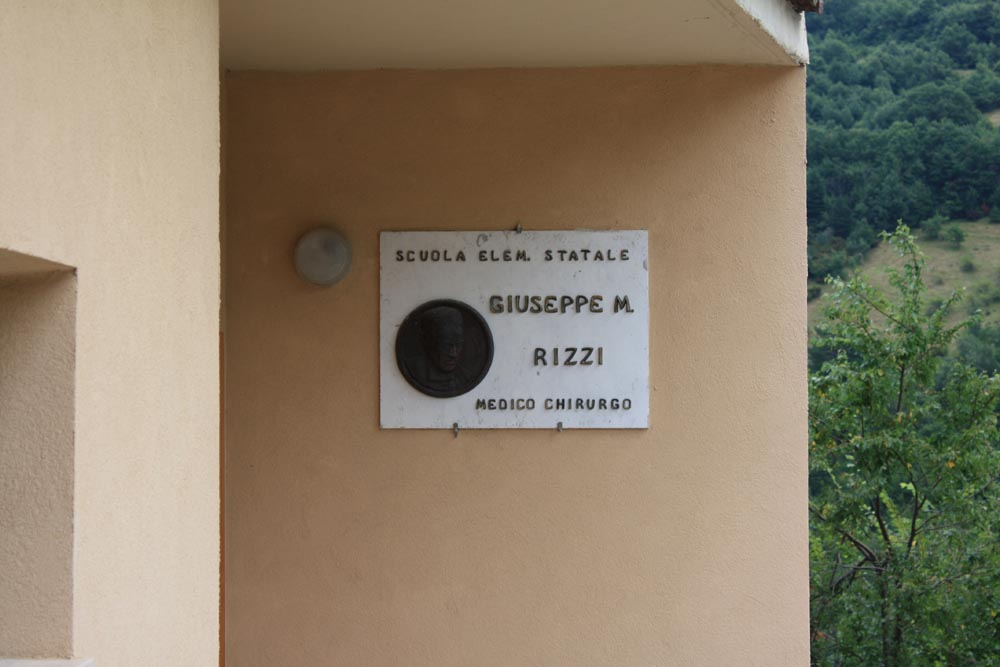 SCUOLA ELEM. STATALE
GIUSEPPE M.
RIZZI
MEDICO CHIRURGO